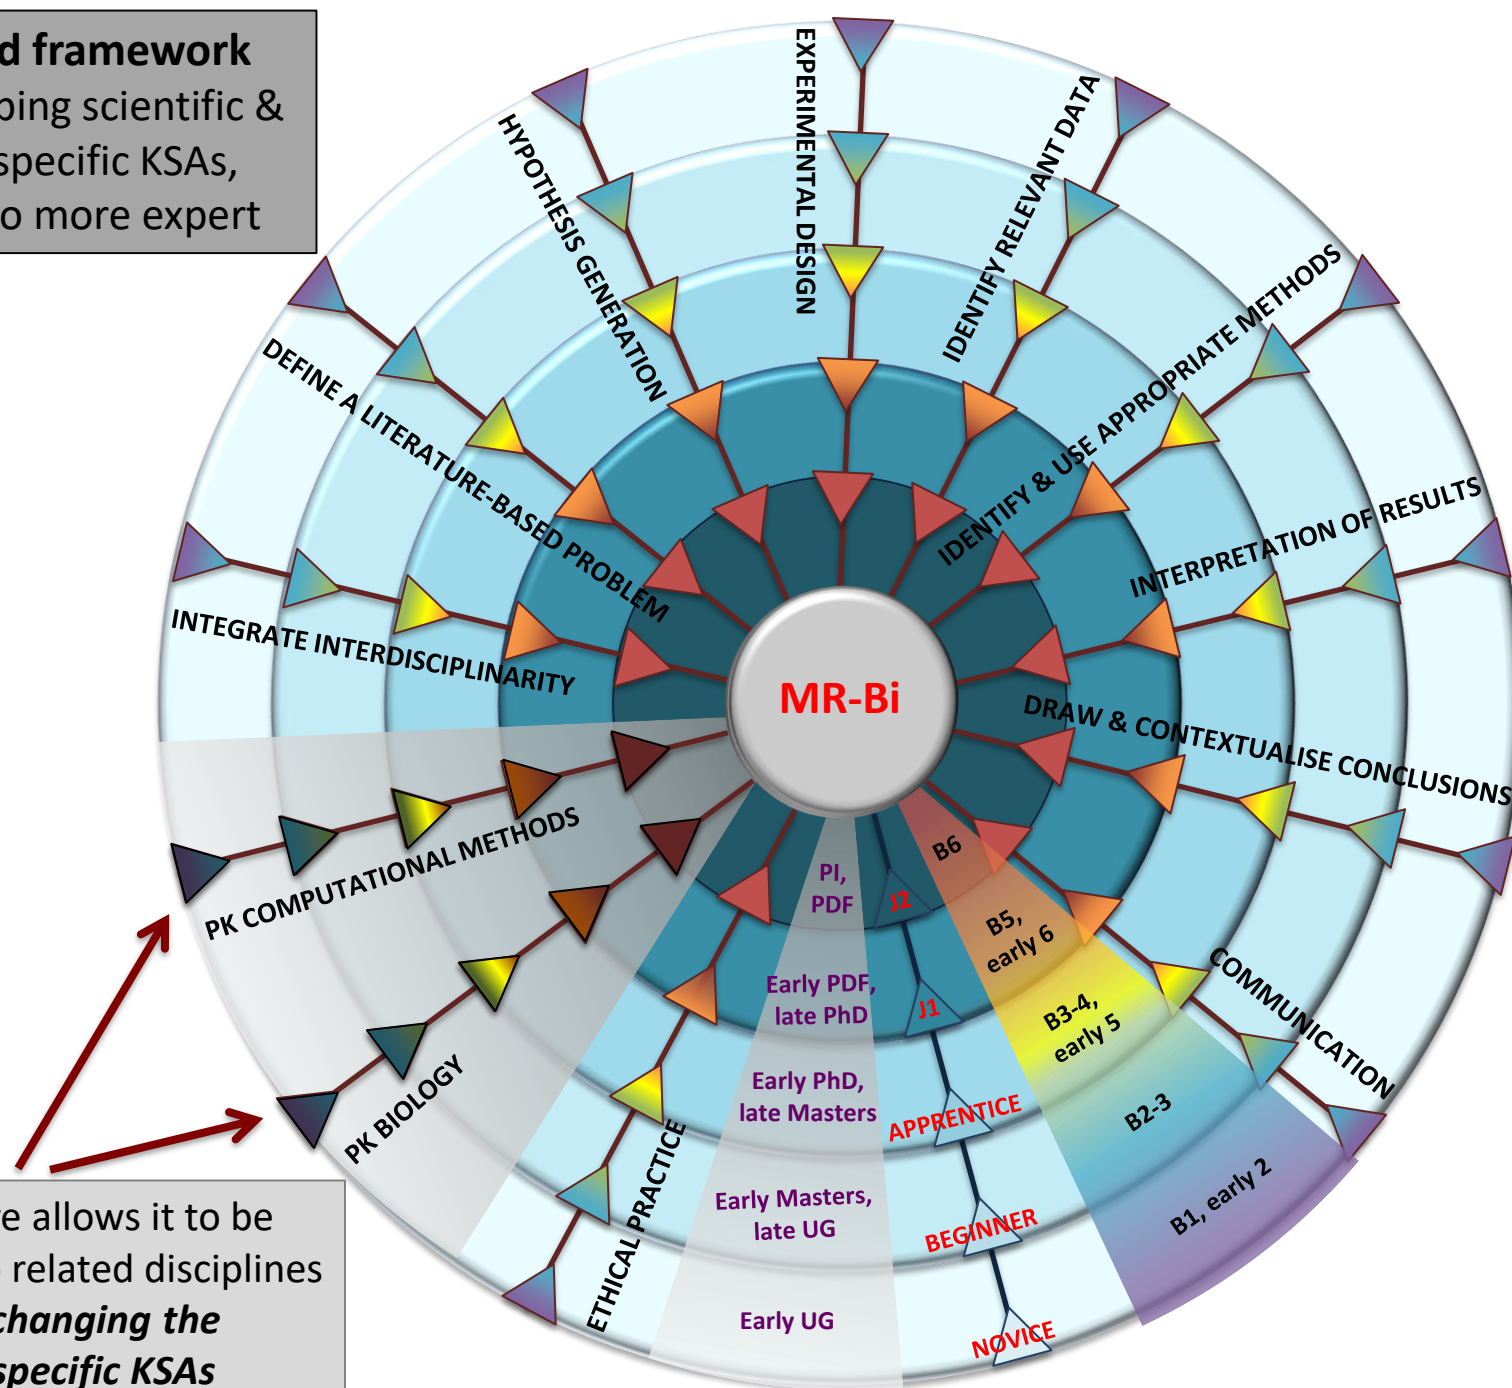 d framework
ping scientific &
specific KSAs,
o more expert
EXPERIMENTAL DESIGN
HYPOTHESIS GENERATION
IDENTIFY RELEVANT DATA
DEFINE A LITERATURE-BASED PROBLEM
IDENTIFY & USE APPROPRIATE METHODS
INTEGRATE INTERDISCIPLINARITY
INTERPRETATION OF RESULTS
MR-Bi
DRAW & CONTEXTUALISE CONCLUSIONS
PK COMPUTATIONAL METHODS
PK BIOLOGY
ETHICAL PRACTICE
COMMUNICATION
PI,
PDF
Early PDF,
late PhD
Early PhD,
late Masters
Early Masters,
late UG
Early UG
J2
J1
APPRENTICE
BEGINNER
NOVICE
B6
B5,
early 6
B3-4,
early 5
B2-3
B1, early 2
re allows it to be
o related disciplines
changing the
specific KSAs